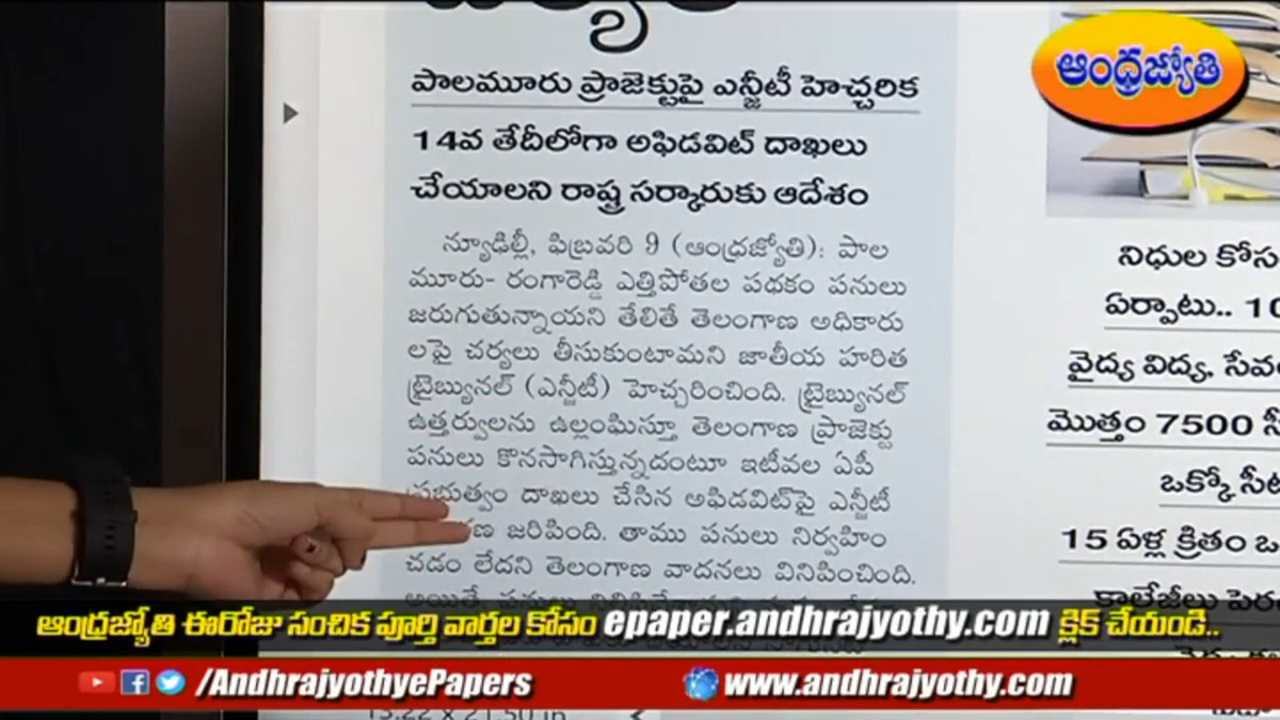 పాలమూరు ప్రాజెక్టుపై ఎన్జీటీ హెచ్చరిక
14వ తేదీలోగా అఫిడవిట్ దాఖలు
చేయాలని రాష్ట్ర సర్కారుకు ఆదేశం
న్యూఢిల్లీ, ఫిబ్రవరి 9 (ఆంధ్రజ్యోతి): పాల
మూరు- రంగారెడ్డి ఎత్తిపోతల పథకం పనులు
జరుగుతున్నాయని తేలితే తెలంగాణ అధికారు
లపై చర్యలు తీసుకుంటామని జాతీయ హరిత
ట్రైబ్యునల్ (ఎన్జీటీ) హెచ్చరించింది. ట్రైబ్యునల్
ఉత్తర్వులను ఉల్లంఘిస్తూ తెలంగాణ ప్రాజెక్టు
పనులు కొనసాగిస్తున్నదంటూ ఇటీవల ఏపీ
ప్రభుత్వం దాఖలు చేసిన అఫిడవిట్‌పై ఎన్జీటీ
జరిపింది. తాము పనులు నిర్వహిం
చడం లేదని తెలంగాణ వాదనలు వినిపించింది.
ఆంధ్రజ్యోతి
నిధుల కోస
ఏర్పాటు.. 10
వైద్య విద్య, సేవ
మొత్తం 7500 సీ
ఒక్కో సీట
15 ఏళ్ల క్రితం ఒ
కాలేజీలు పెర
ఆంధ్రజ్యోతి ఈరోజు సంచిక పూర్తి వార్తల కోసం epaper.andhrajyothy.com క్లిక్ చేయండి..
/AndhrajyothyePapers
www.andhrajyothy.com